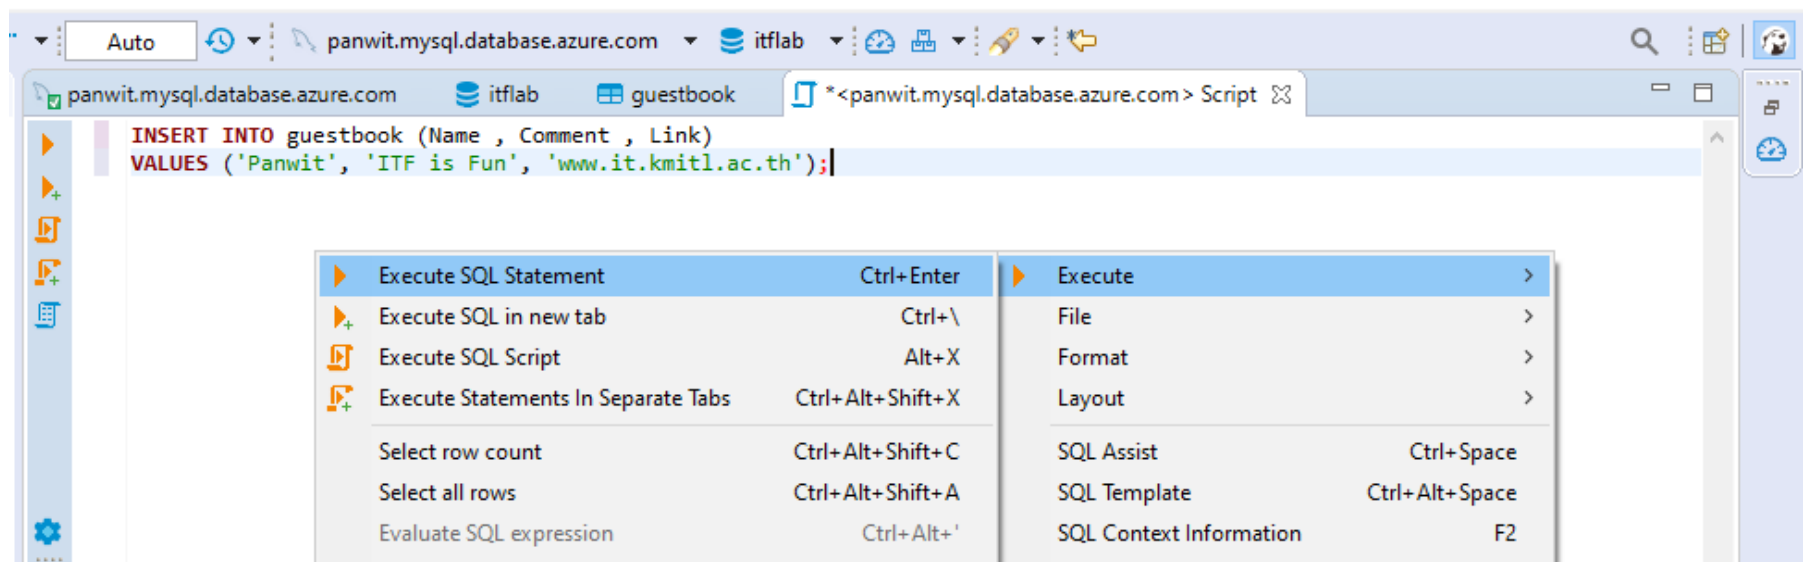 Auto panwit.mysql.database.azure.com itflab
panwit.mysql.database.azure.com itflab guestbook *<panwit.mysql.database.azure.com> Script
INSERT INTO guestbook (Name , Comment , Link)
VALUES ('Panwit', 'ITF is Fun', 'www.it.kmitl.ac.th');
Execute SQL Statement Ctrl+Enter
Execute SQL in new tab Ctrl+\
Execute SQL Script Alt+X
Execute Statements In Separate Tabs Ctrl+Alt+Shift+X
Select row count Ctrl+Alt+Shift+C
Select all rows Ctrl+Alt+Shift+A
Evaluate SQL expression Ctrl+Alt+'
Execute
File
Format
Layout
SQL Assist Ctrl+Space
SQL Template Ctrl+Alt+Space
SQL Context Information F2